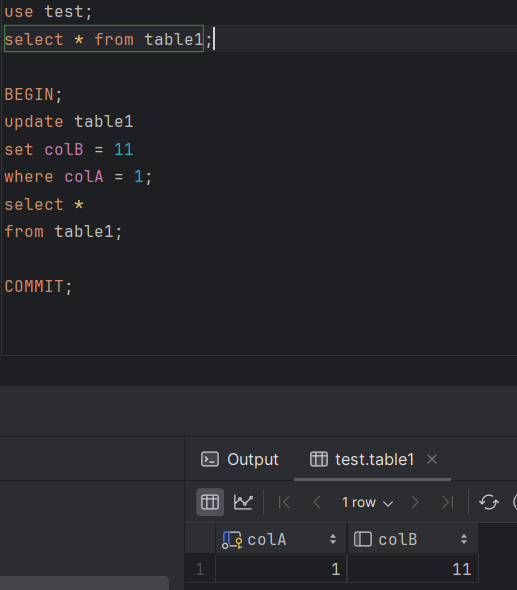 use test;
select * from table1;
BEGIN;
update table1
set colB = 11
where colA = 1;
select *
from table1;
COMMIT;
Output
test.table1
1 row
colA colB
1 1 11